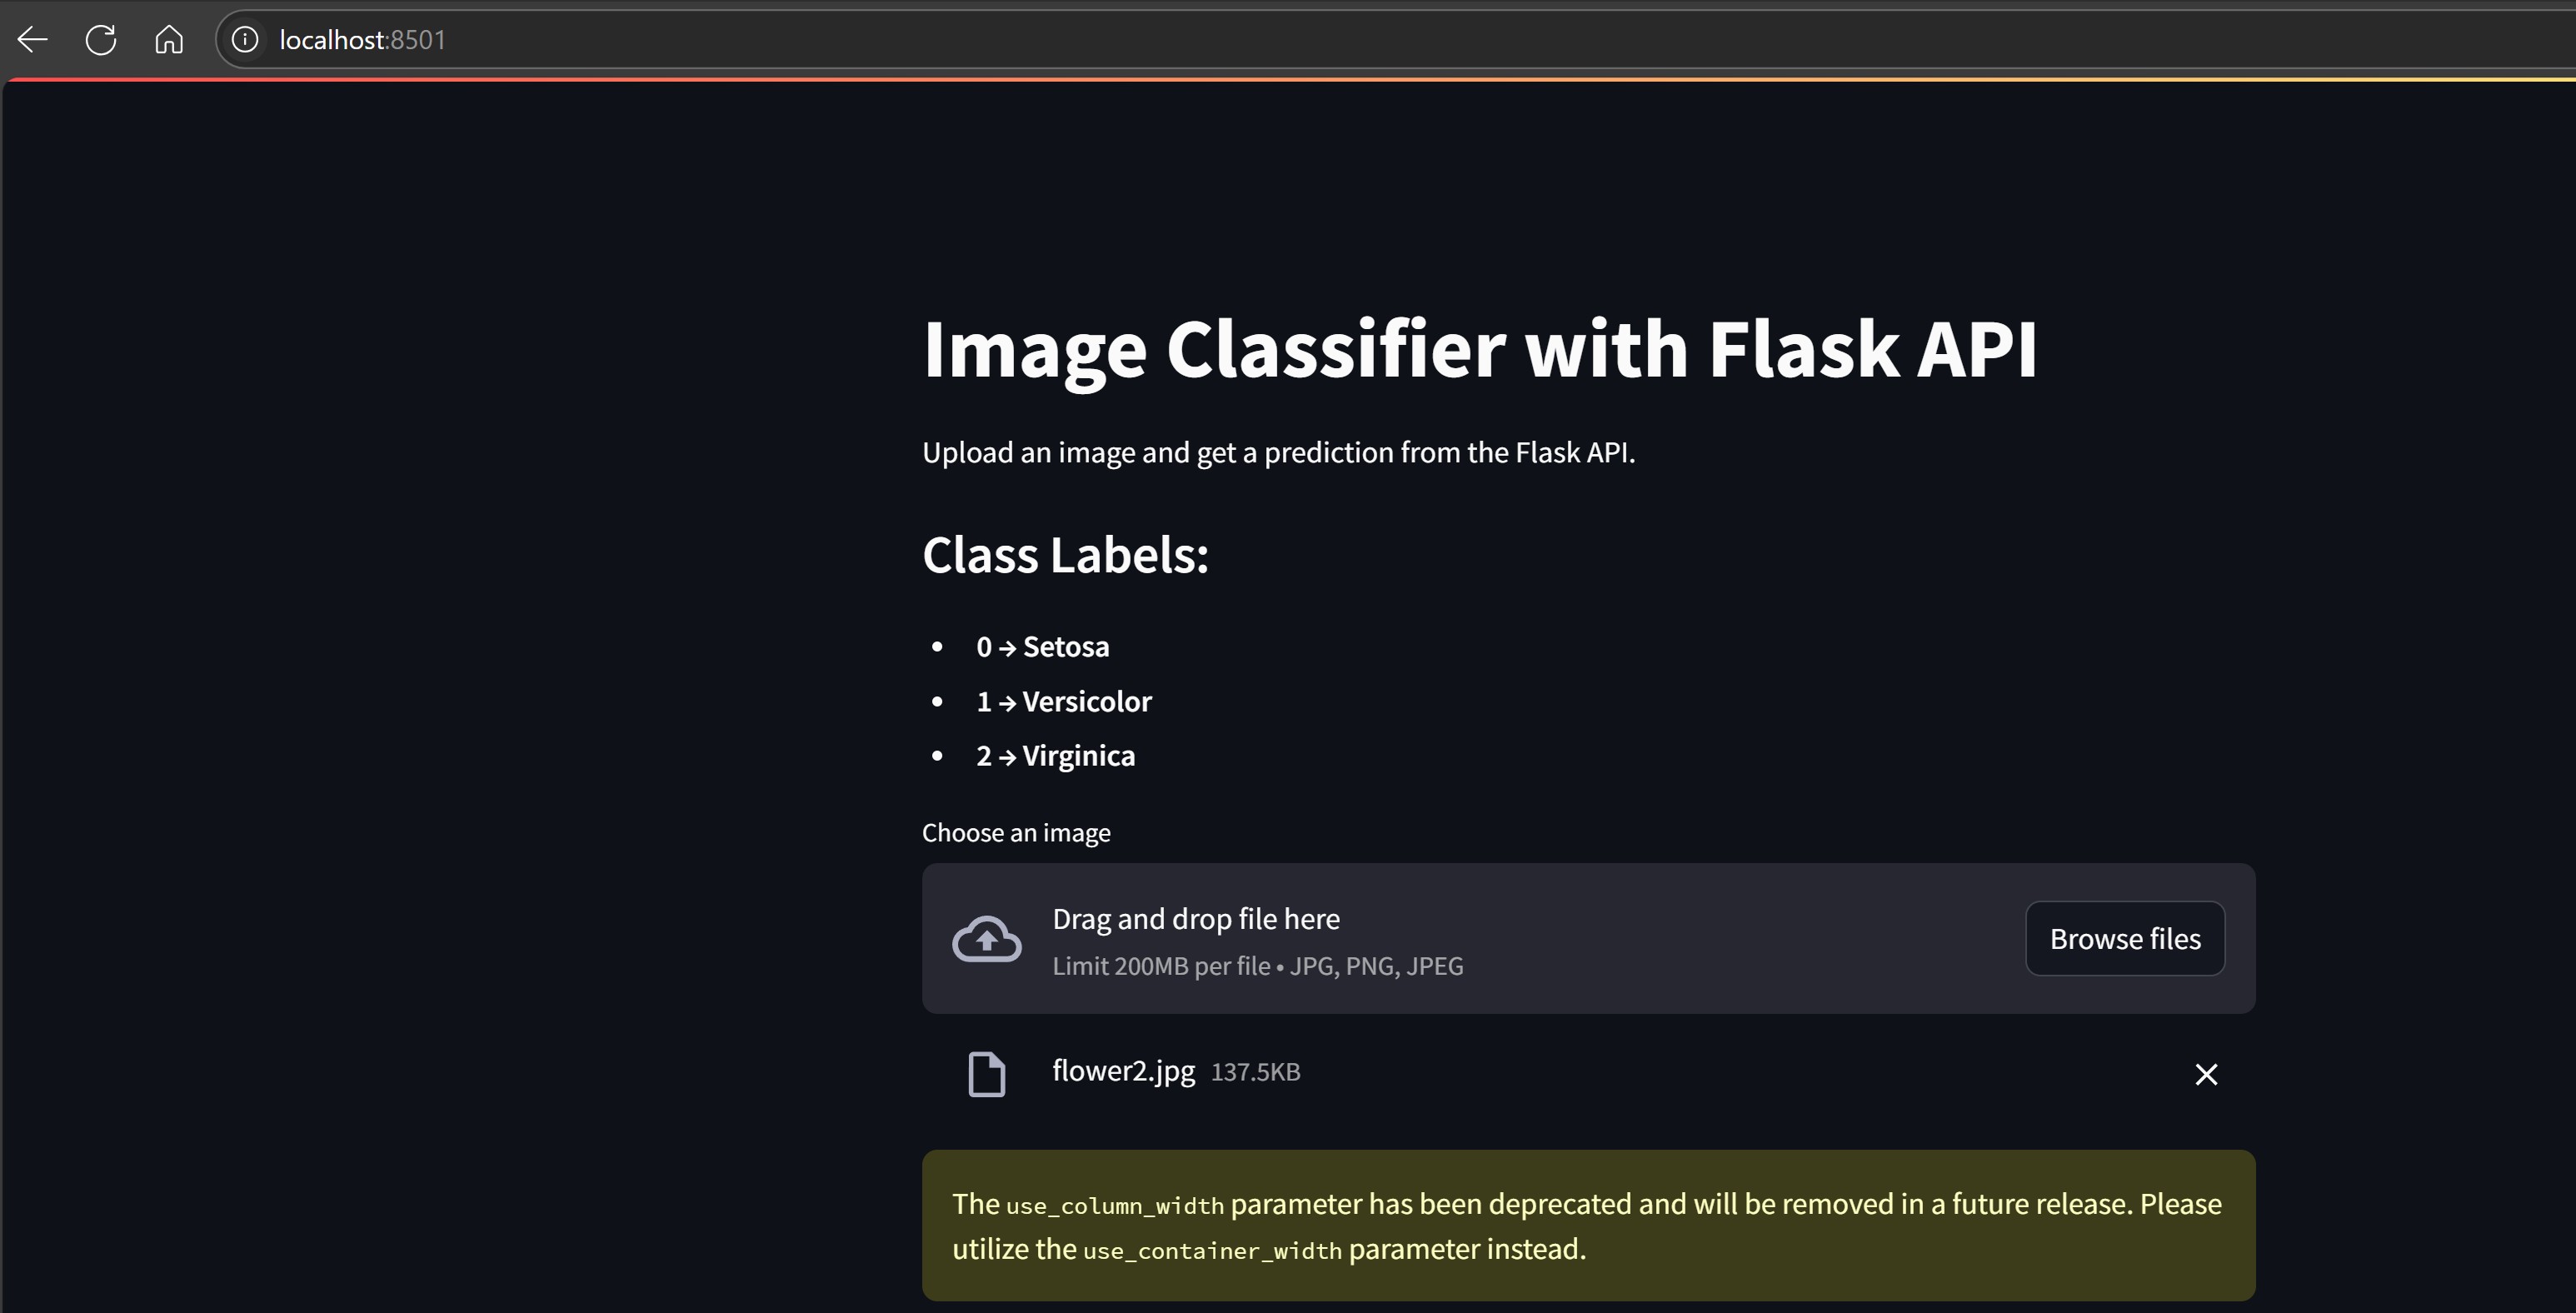 localhost:8501
Image Classifier with Flask API
Upload an image and get a prediction from the Flask API.
Class Labels:
• 0 → Setosa
• 1 → Versicolor
• 2 → Virginica
Choose an image
Drag and drop file here
Limit 200MB per file • JPG, PNG, JPEG
Browse files
flower2.jpg 137.5KB
The use_column_width parameter has been deprecated and will be removed in a future release. Please
utilize the use_container_width parameter instead.